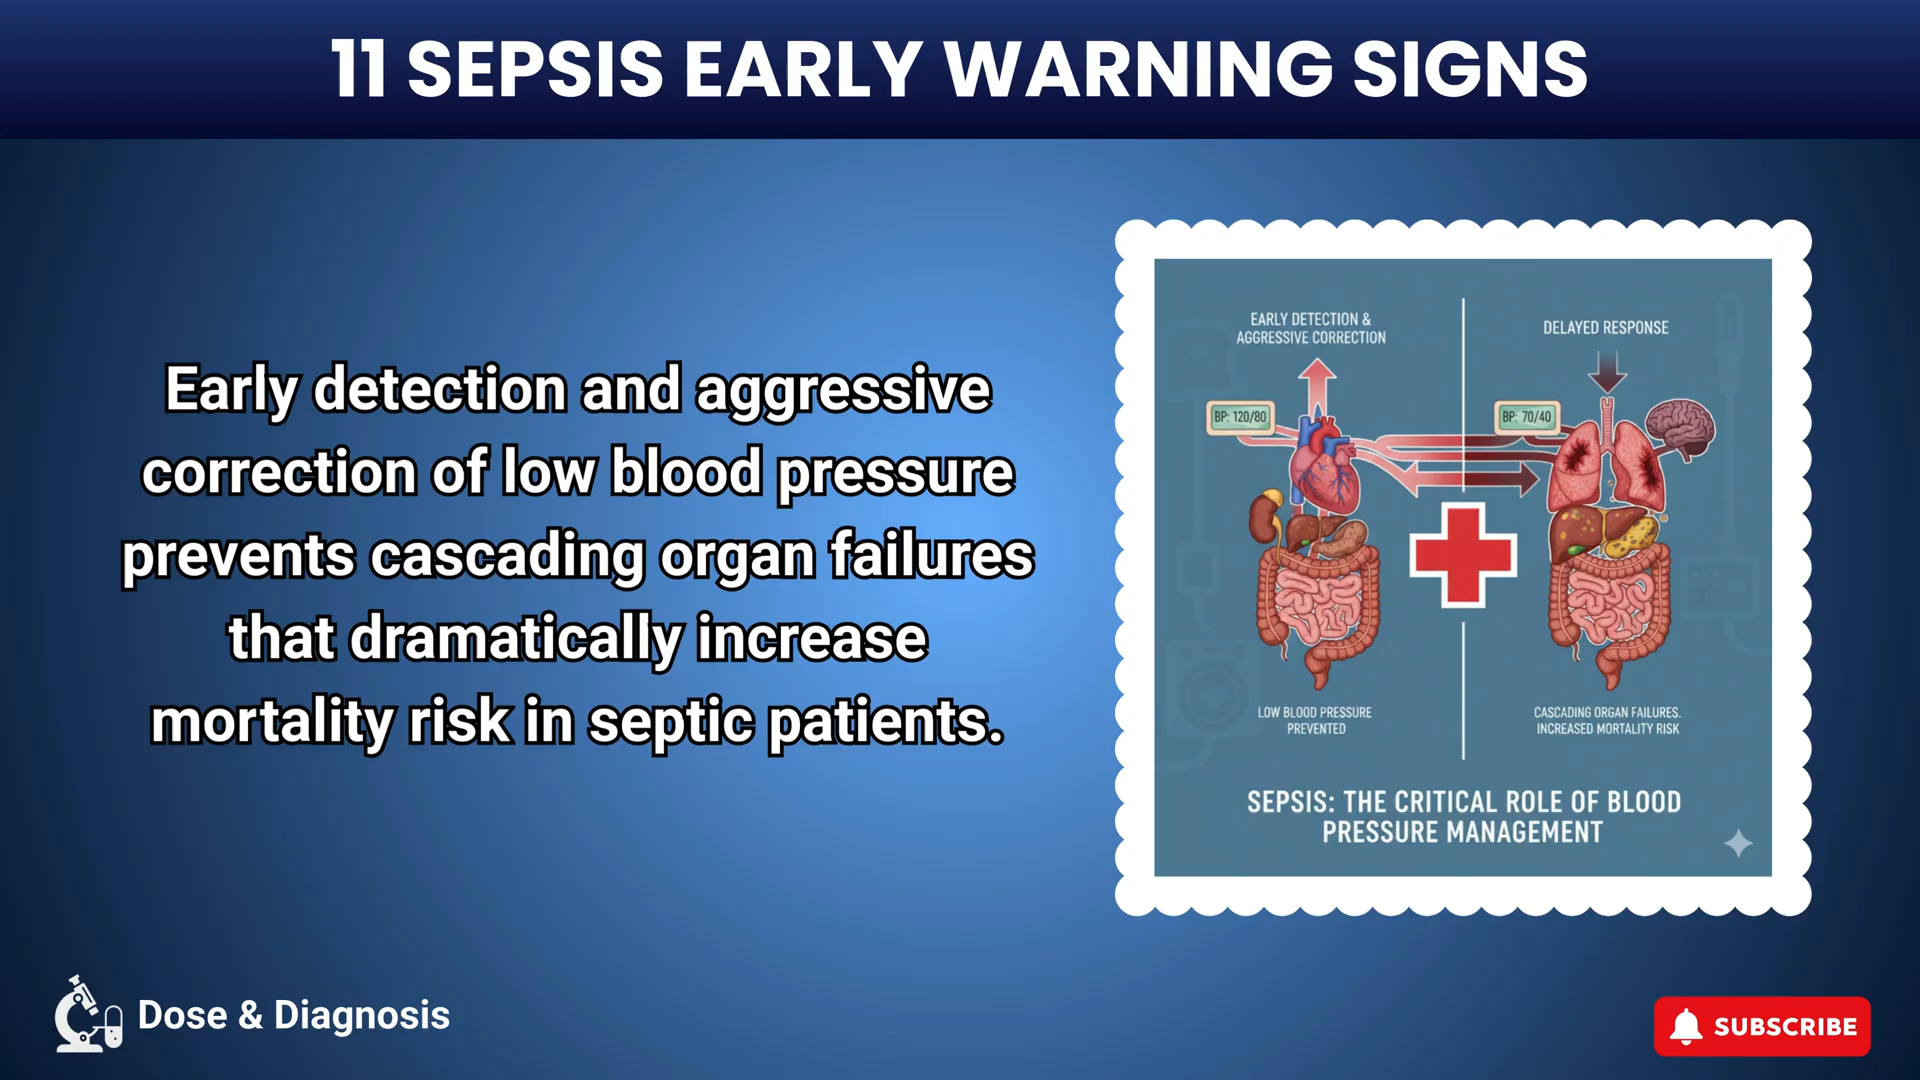 11 SEPSIS EARLY WARNING SIGNS
Early detection and aggressive
correction of low blood pressure
prevents cascading organ failures
that dramatically increase
mortality risk in septic patients.
EARLY DETECTION &
AGGRESSIVE CORRECTION
BP: 120/80
LOW BLOOD PRESSURE
PREVENTED
DELAYED RESPONSE
BP: 70/40
CASCADING ORGAN FAILURES.
INCREASED MORTALITY RISK
SEPSIS: THE CRITICAL ROLE OF BLOOD
PRESSURE MANAGEMENT
Dose & Diagnosis
SUBSCRIBE